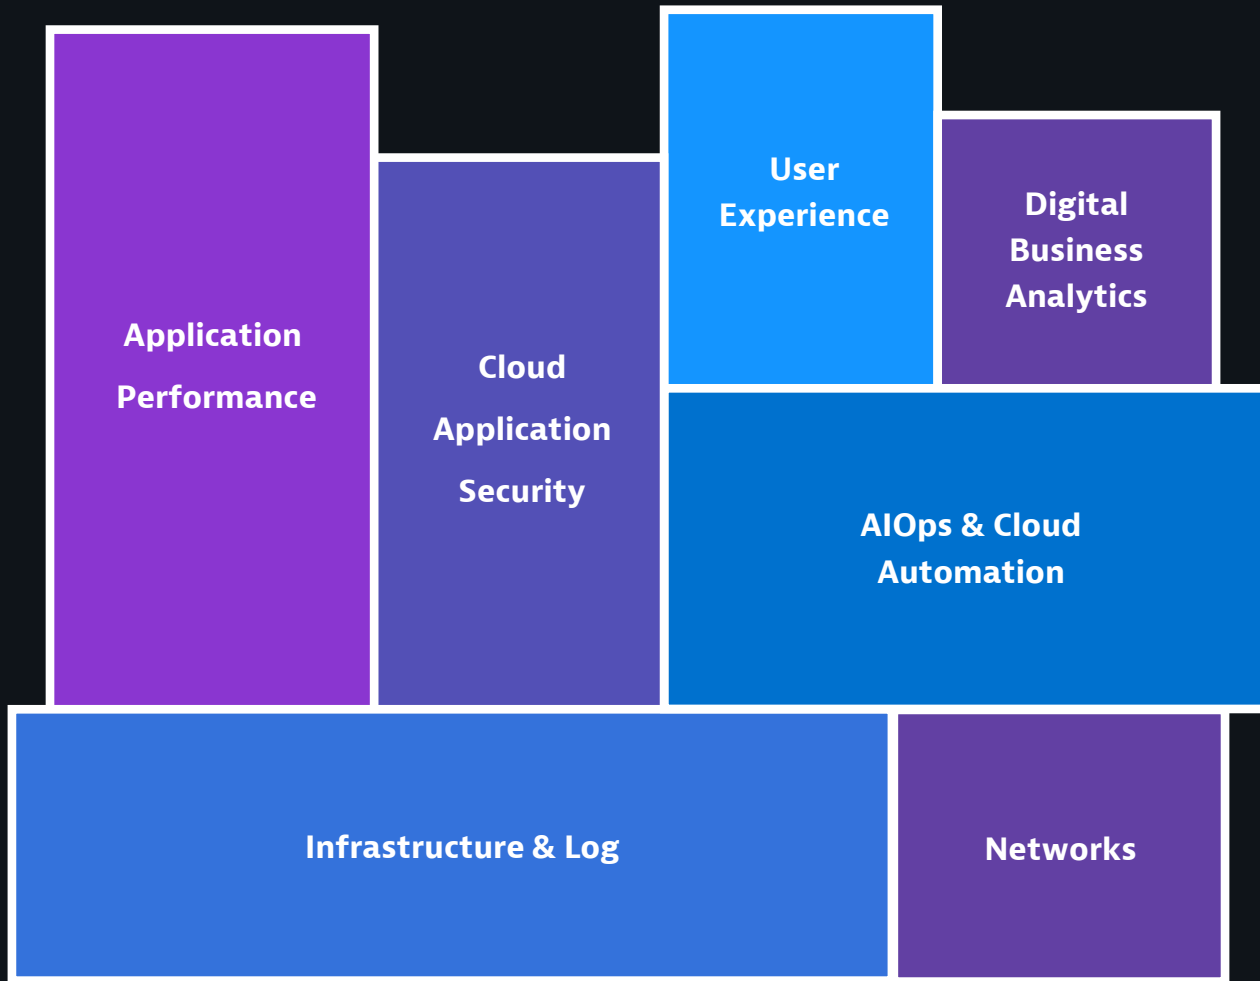 Application
Performance
Cloud
Application
Security
User
Experience
Digital
Business
Analytics
AIOps & Cloud
Automation
Infrastructure & Log
Networks